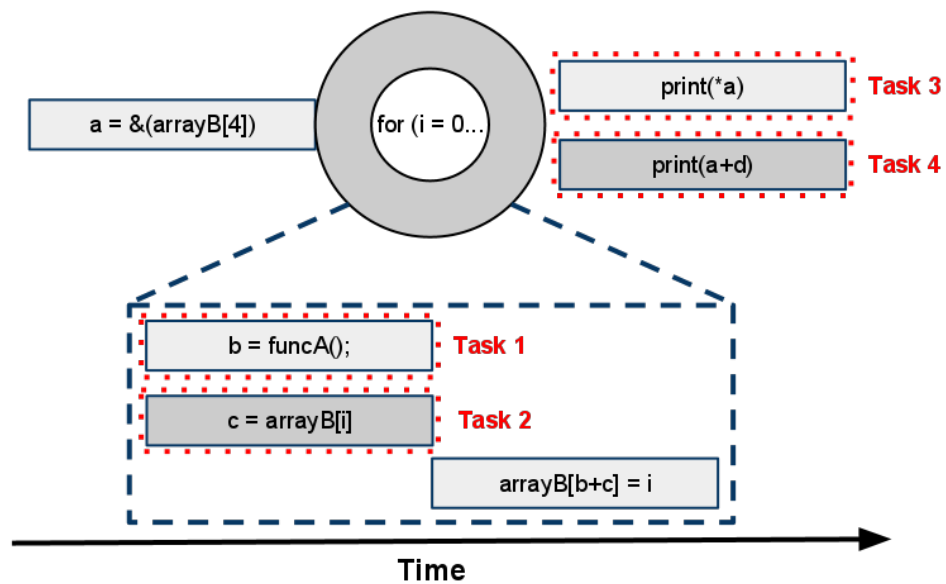 a = &(arrayB[4])
for (i = 0...
print(*a)
Task 3
print(a+d)
Task 4
b = funcA();
Task 1
c = arrayB[i]
Task 2
arrayB[b+c] = i
Time